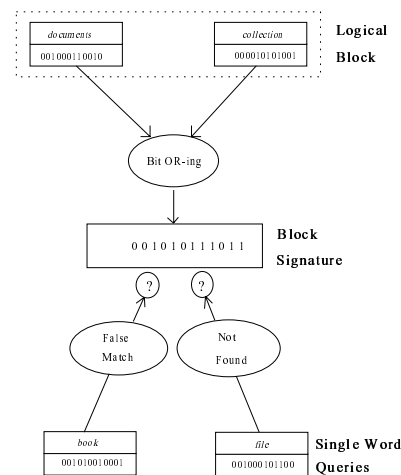 Logical
documents collection
001000110010 000010101001 Block
Bit OR-ing
Block
0 0 1 0 1 0 1 1 1 0 1 1
Signature
? ?
False Not
Match Found
book file Single Word
001010010001 001000101100 Queries